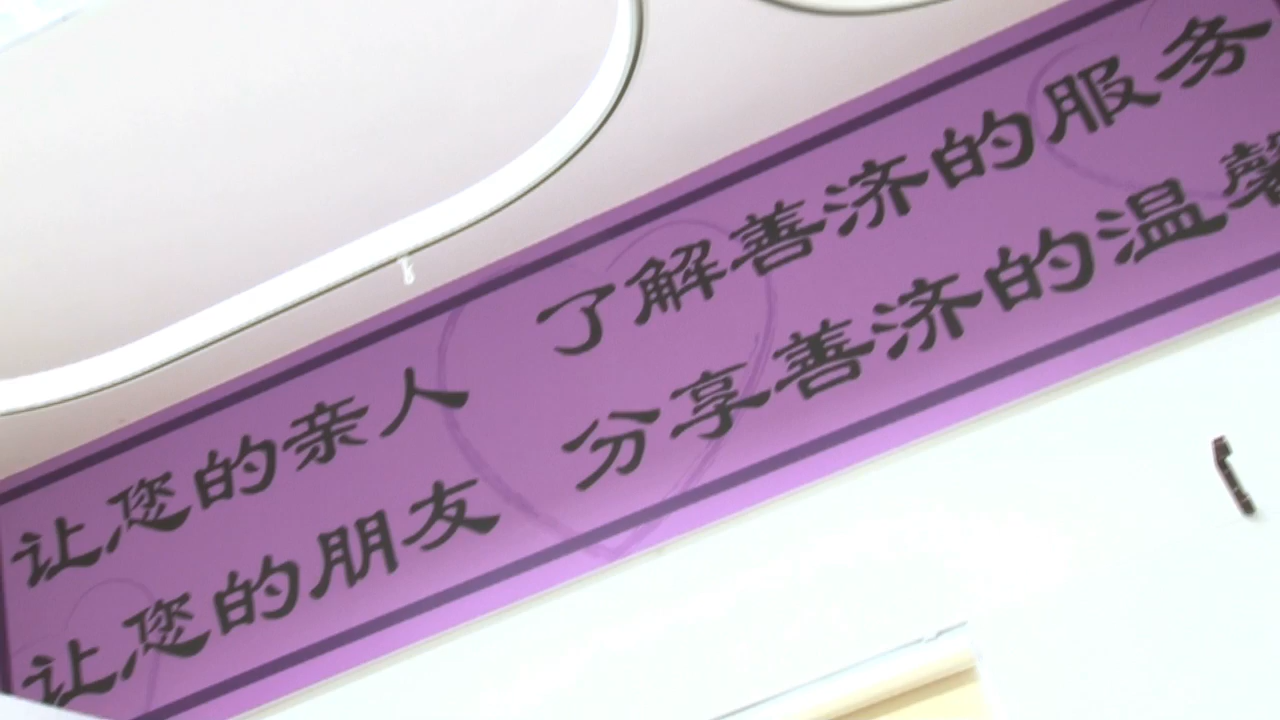 让您的亲人 了解善济的服务
让您的朋友 分享善济的温馨